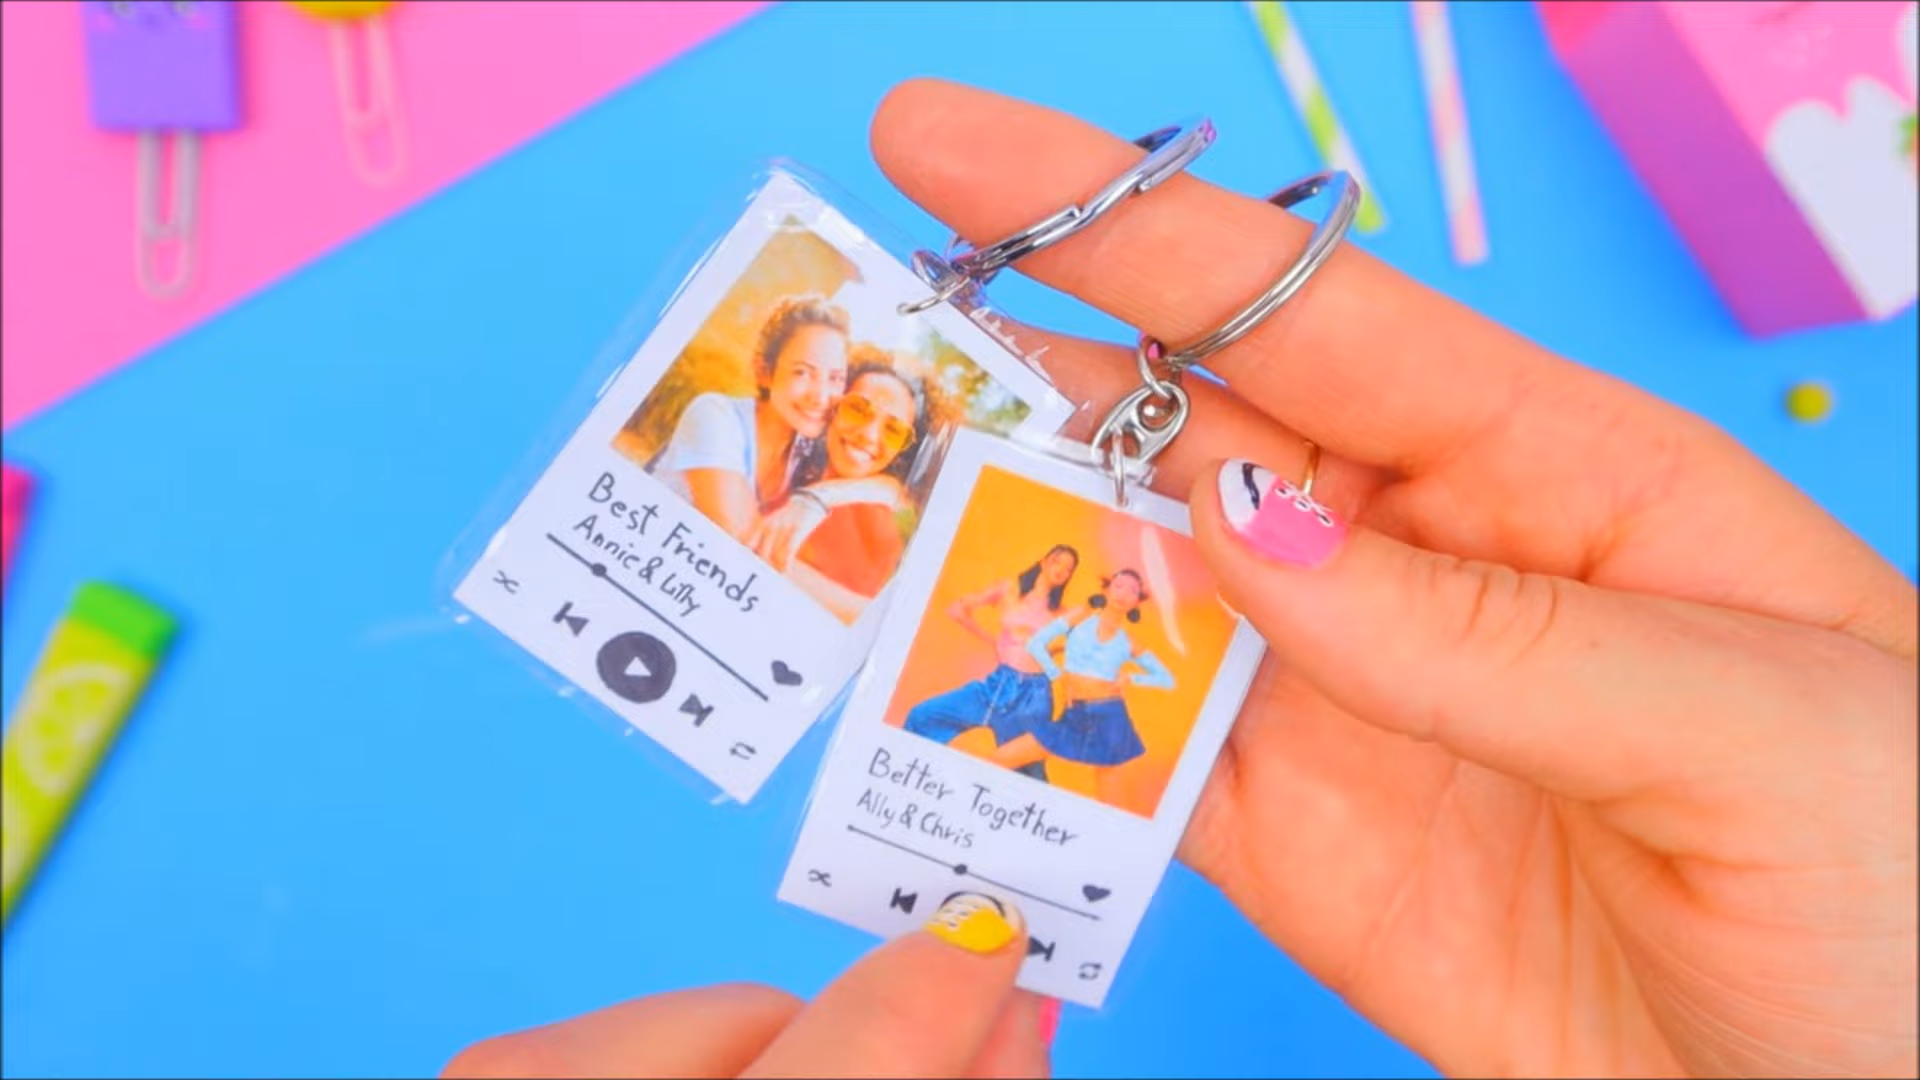 Best Friends
Annie & Lilly
Better Together
Ally & Chris